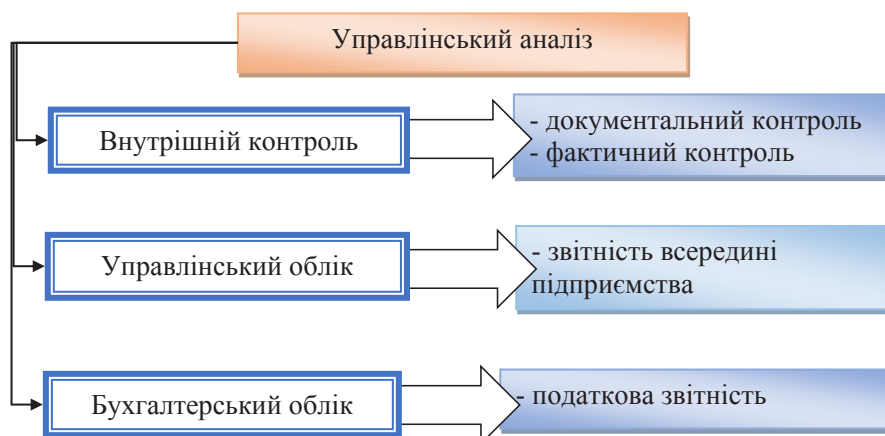 Управлінський аналіз
Внутрішній контроль
- документальний контроль
- фактичний контроль
Управлінський облік
- звітність всередині
підприємства
Бухгалтерський облік
- податкова звітність